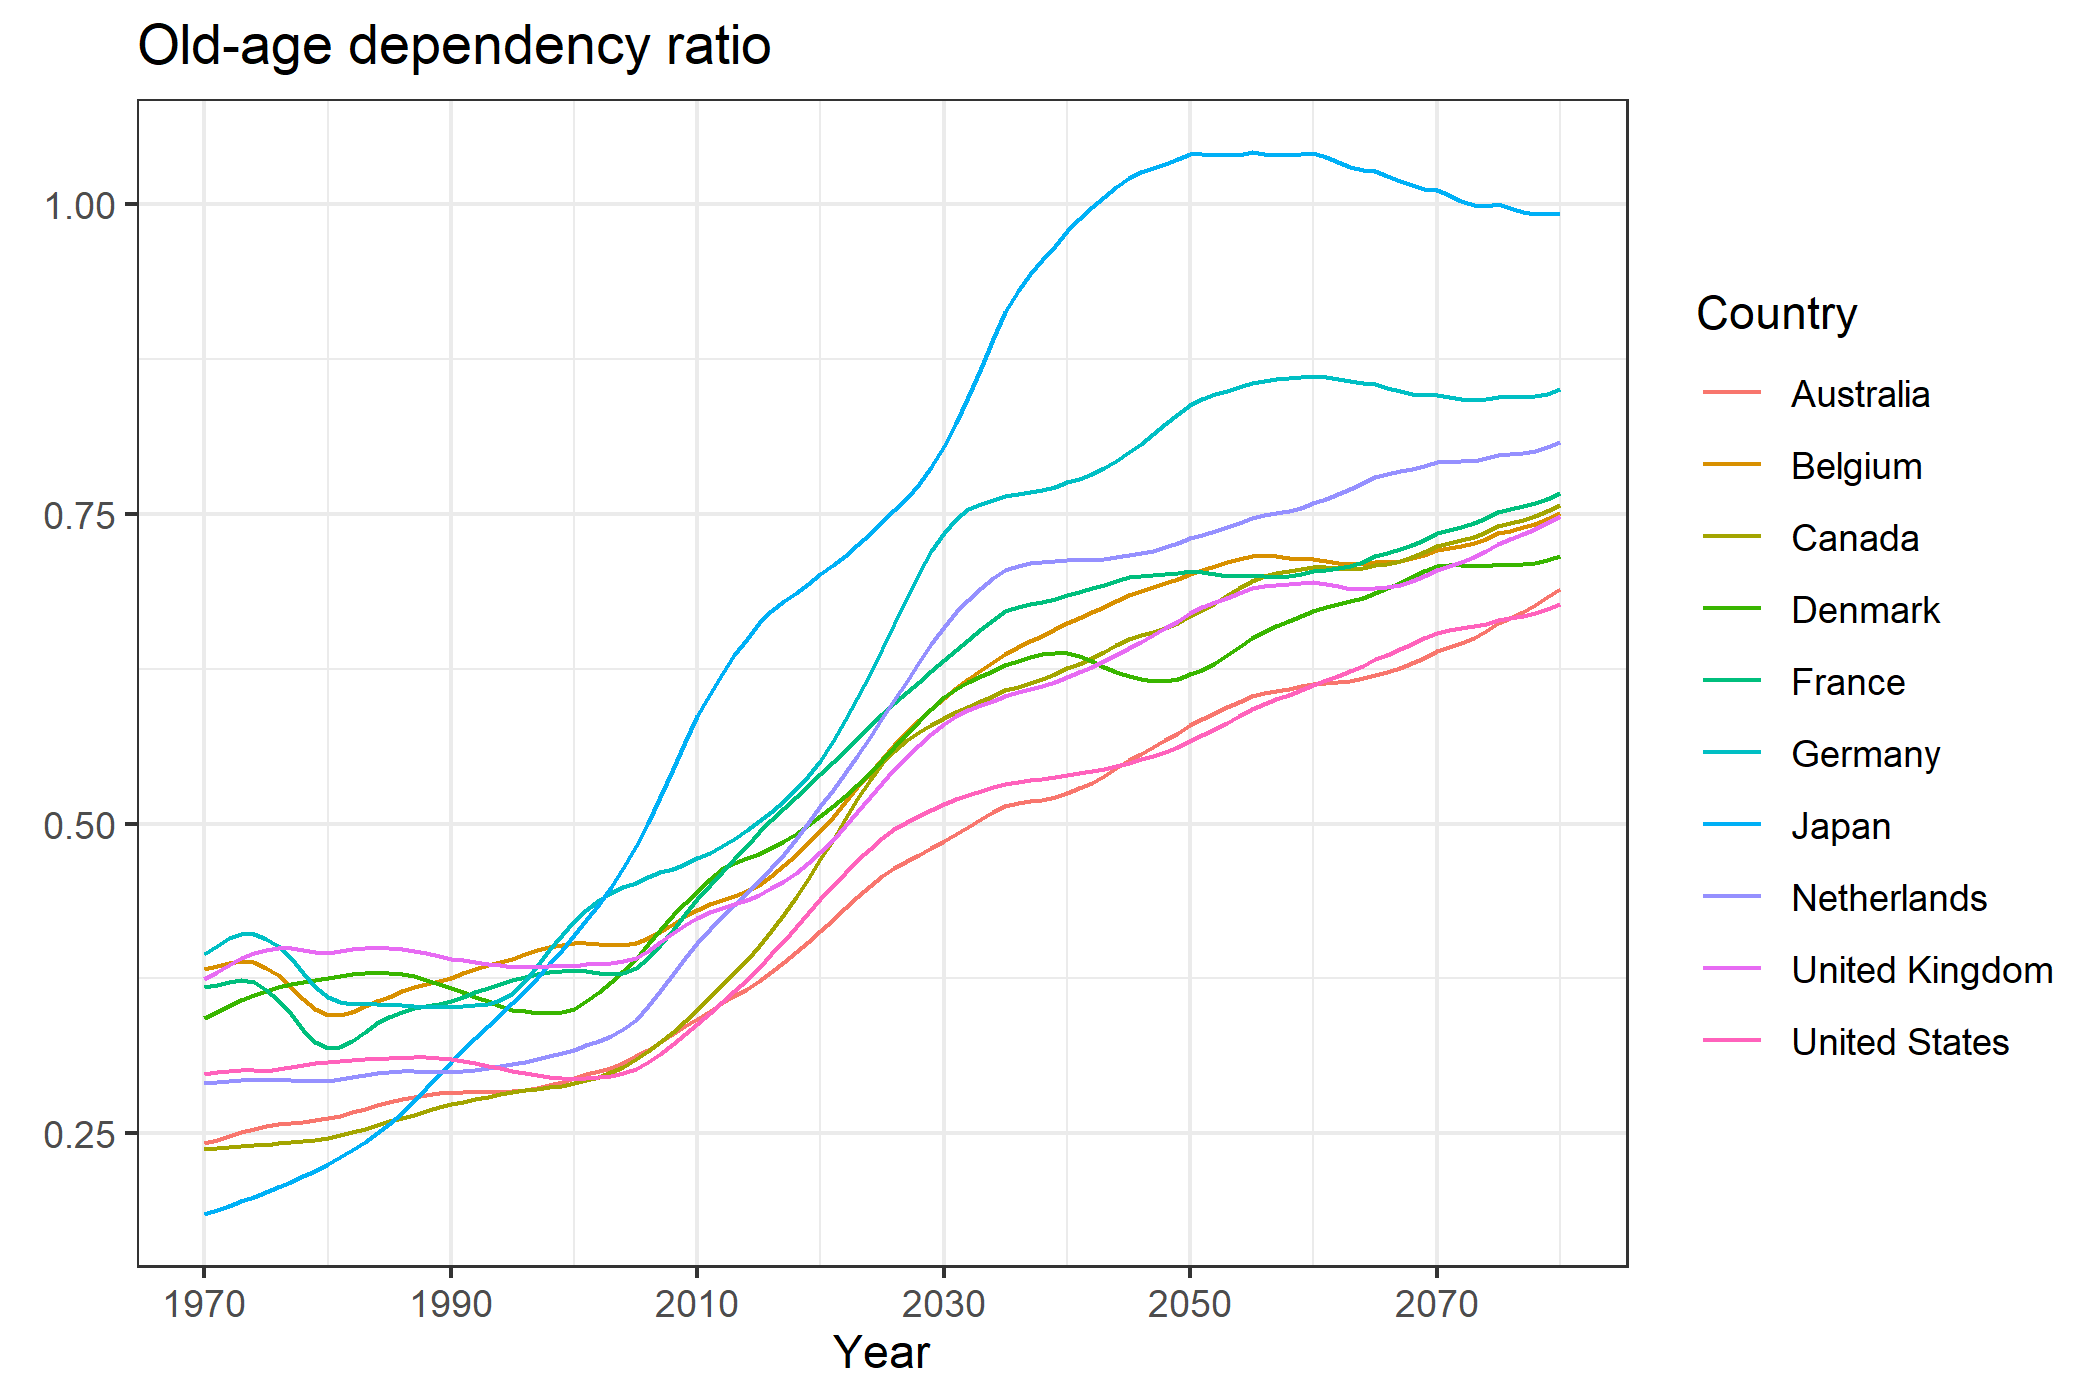 Old-age dependency ratio
1.00
0.75
0.50
0.25
1970 1990 2010 2030 2050 2070
Year
Country
Australia
Belgium
Canada
Denmark
France
Germany
Japan
Netherlands
United Kingdom
United States